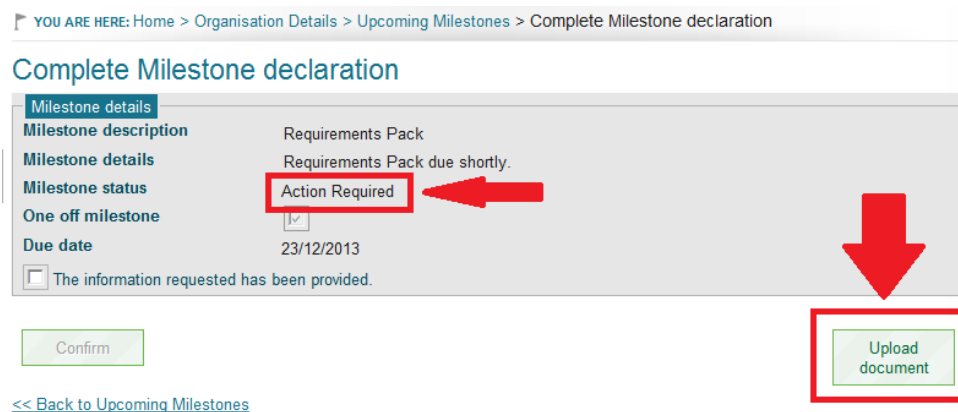 YOU ARE HERE: Home > Organisation Details > Upcoming Milestones > Complete Milestone declaration
Complete Milestone declaration
Milestone details
Milestone description Requirements Pack
Milestone details Requirements Pack due shortly.
Milestone status Action Required
One off milestone
Due date 23/12/2013
The information requested has been provided.
Confirm
Upload
document
<< Back to Upcoming Milestones